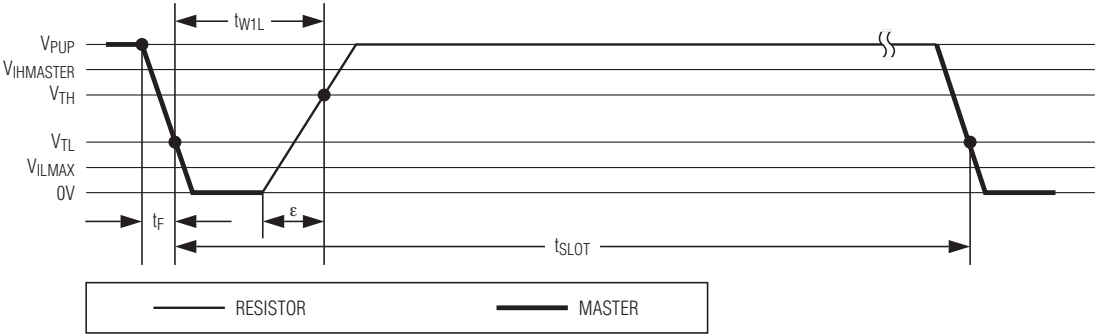 tW1L
VPUP
VIHMASTER
VTH
VTL
VILMAX
0V
tF
ε
tSLOT
RESISTOR
MASTER